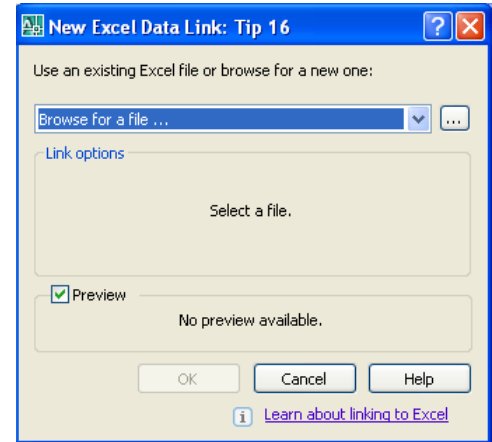 New Excel Data Link: Tip 16
Use an existing Excel file or browse for a new one:
Browse for a file ...
...
Link options
Select a file.
Preview
No preview available.
OK Cancel Help
Learn about linking to Excel